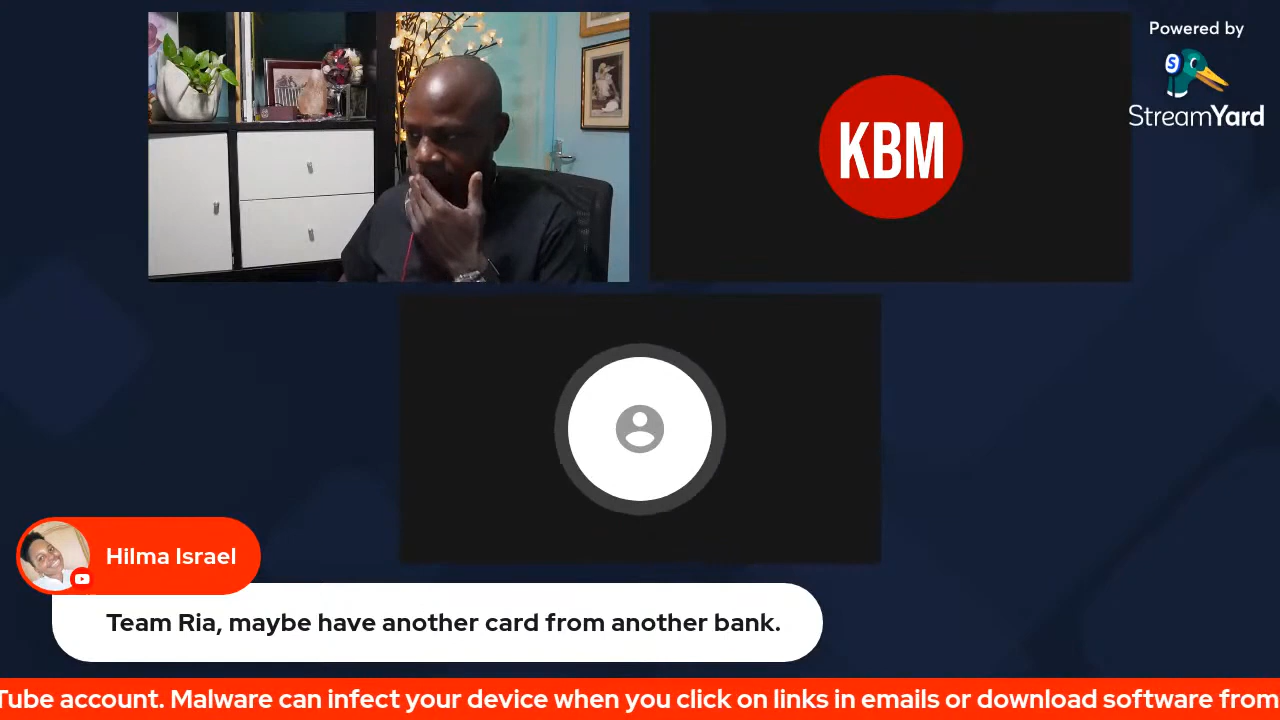 Powered by
S
StreamYard
KBM
Hilma Israel
Team Ria, maybe have another card from another bank.
Tube account. Malware can infect your device when you click on links in emails or download software from